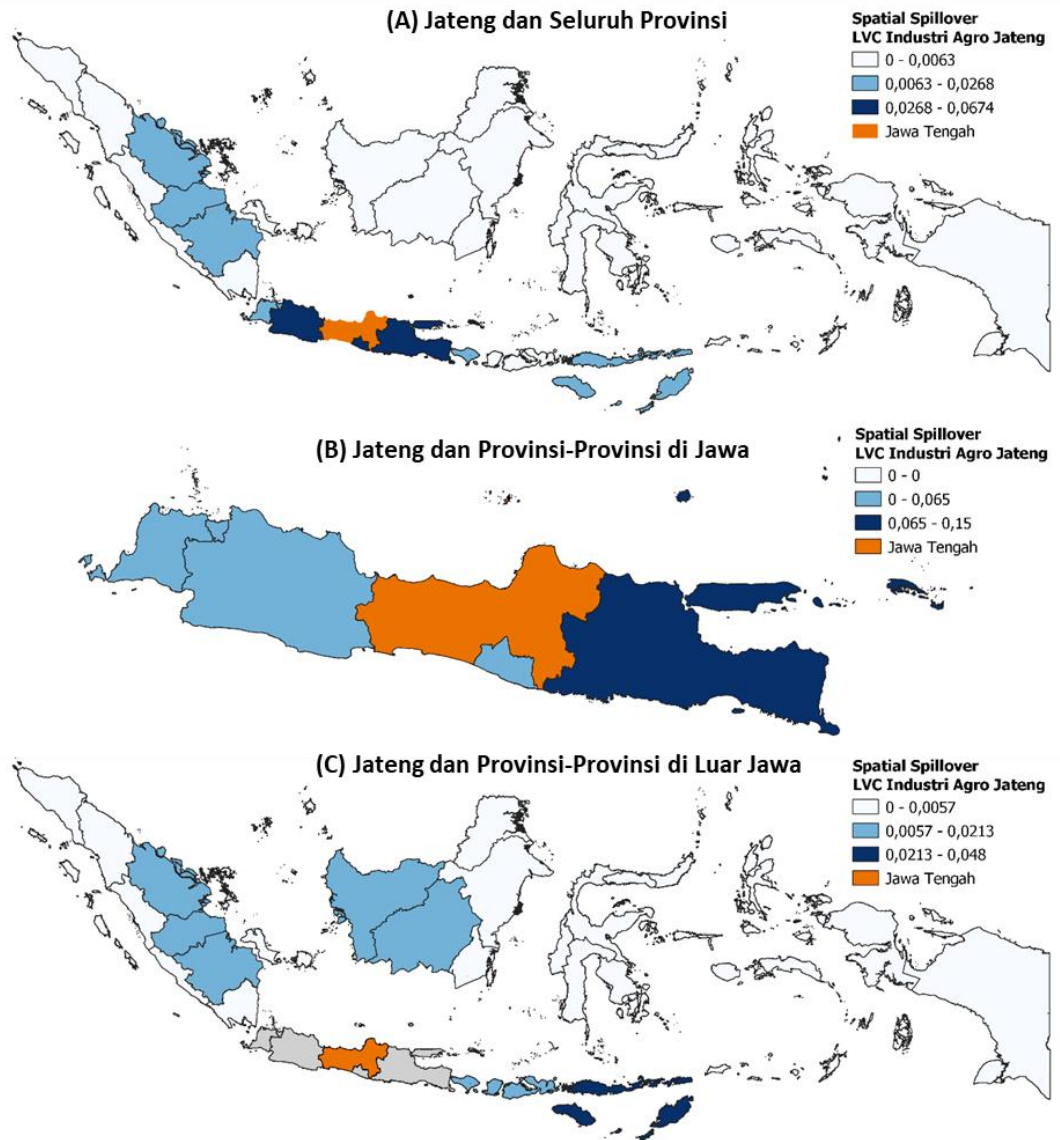 (A) Jateng dan Seluruh Provinsi
Spatial Spillover
LVC Industri Agro Jateng
0 - 0,0063
0,0063 - 0,0268
0,0268 - 0,0674
Jawa Tengah
(B) Jateng dan Provinsi-Provinsi di Jawa
Spatial Spillover
LVC Industri Agro Jateng
0 - 0
0 - 0,065
0,065 - 0,15
Jawa Tengah
(C) Jateng dan Provinsi-Provinsi di Luar Jawa
Spatial Spillover
LVC Industri Agro Jateng
0 - 0,0057
0,0057 - 0,0213
0,0213 - 0,048
Jawa Tengah